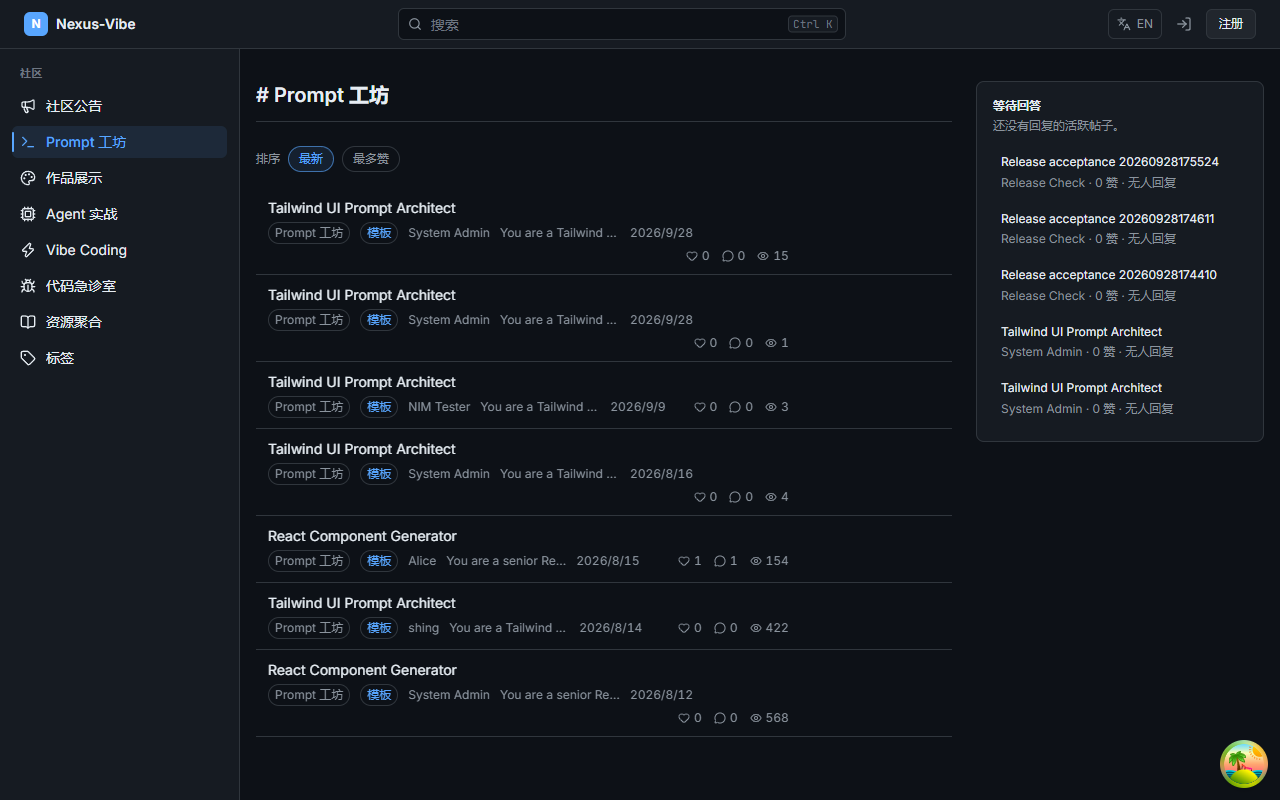 N Nexus-Vibe
搜索
Ctrl K
EN
注册
社区
社区公告
Prompt 工坊
作品展示
Agent 实战
Vibe Coding
代码急诊室
资源聚合
标签
# Prompt 工坊
排序 最新 最多赞
Tailwind UI Prompt Architect
Prompt 工坊 模板 System Admin You are a Tailwind ... 2026/9/28
0 0 15
Tailwind UI Prompt Architect
Prompt 工坊 模板 System Admin You are a Tailwind ... 2026/9/28
0 0 1
Tailwind UI Prompt Architect
Prompt 工坊 模板 NIM Tester You are a Tailwind ... 2026/9/9 0 0 3
Tailwind UI Prompt Architect
Prompt 工坊 模板 System Admin You are a Tailwind ... 2026/8/16
0 0 4
React Component Generator
Prompt 工坊 模板 Alice You are a senior Re... 2026/8/15 1 1 154
Tailwind UI Prompt Architect
Prompt 工坊 模板 shing You are a Tailwind ... 2026/8/14 0 0 422
React Component Generator
Prompt 工坊 模板 System Admin You are a senior Re... 2026/8/12
0 0 568
等待回答
还没有回复的活跃帖子。
Release acceptance 20260928175524
Release Check · 0 赞 · 无人回复
Release acceptance 20260928174611
Release Check · 0 赞 · 无人回复
Release acceptance 20260928174410
Release Check · 0 赞 · 无人回复
Tailwind UI Prompt Architect
System Admin · 0 赞 · 无人回复
Tailwind UI Prompt Architect
System Admin · 0 赞 · 无人回复